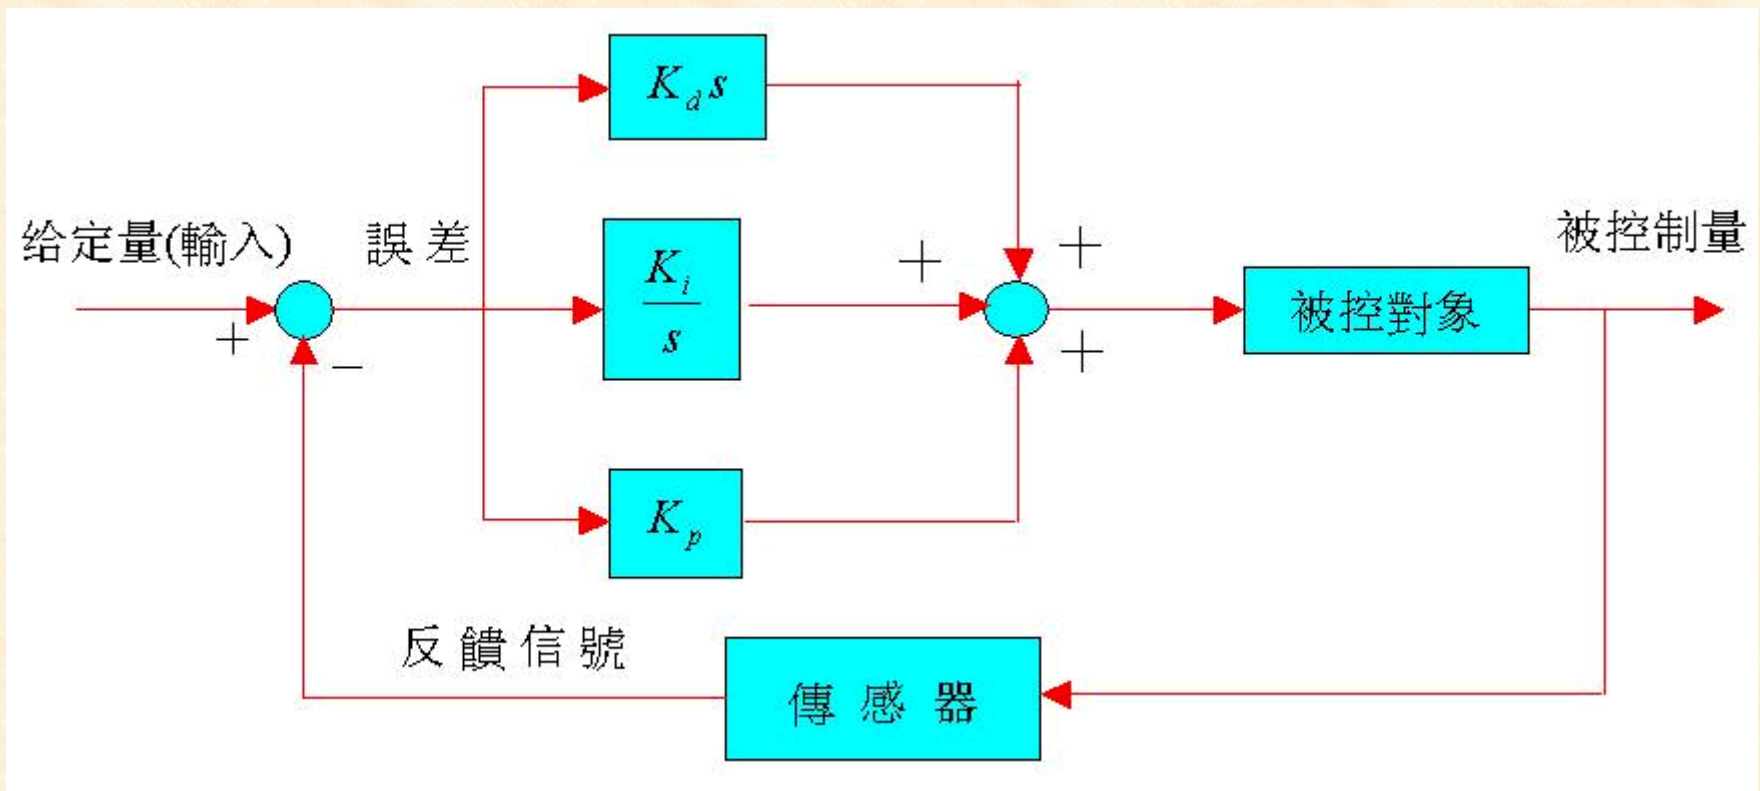 K_d s
给定量(輸入)
誤差
+
−
K_i
s
K_p
+
+
+
被控對象
被控制量
反饋信號
傳感器